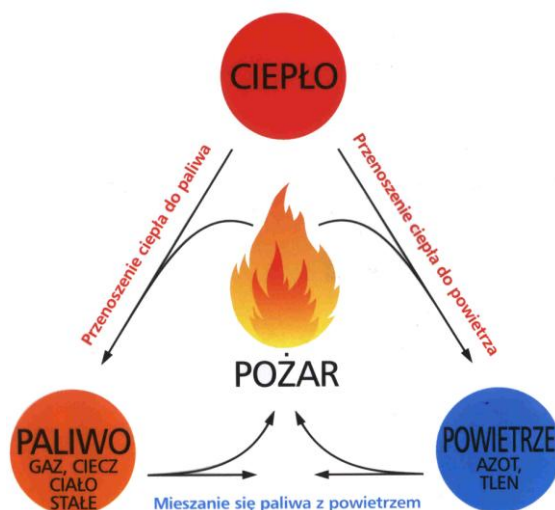 CIEPŁO
Przenoszenie ciepła do paliwa
Przenoszenie ciepła do powietrza
POŻAR
PALIWO
GAZ, CIECZ
CIAŁO
STAŁE
POWIETRZE
AZOT,
TLEN
Mieszanie się paliwa z powietrzem